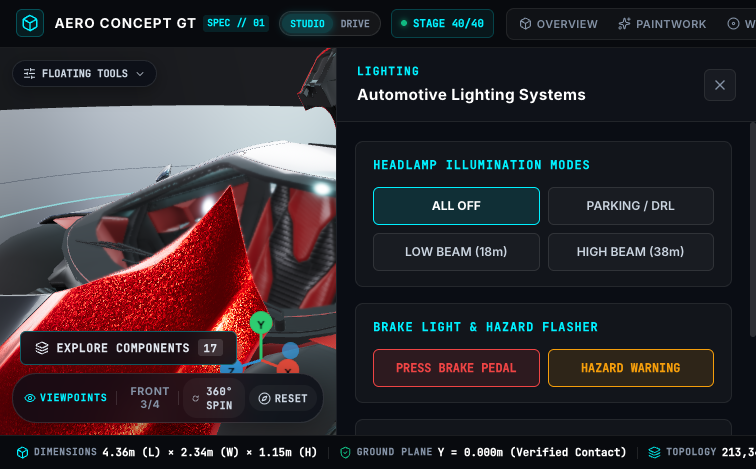 AERO CONCEPT GT SPEC // 01 STUDIO DRIVE STAGE 40/40 OVERVIEW PAINTWORK W
FLOATING TOOLS
LIGHTING
Automotive Lighting Systems
HEADLAMP ILLUMINATION MODES
ALL OFF PARKING / DRL
LOW BEAM (18m) HIGH BEAM (38m)
BRAKE LIGHT & HAZARD FLASHER
PRESS BRAKE PEDAL HAZARD WARNING
Y
Z X
EXPLORE COMPONENTS 17
VIEWPOINTS FRONT 3/4 360° SPIN RESET
DIMENSIONS 4.36m (L) × 2.34m (W) × 1.15m (H) GROUND PLANE Y = 0.000m (Verified Contact) TOPOLOGY 213,3